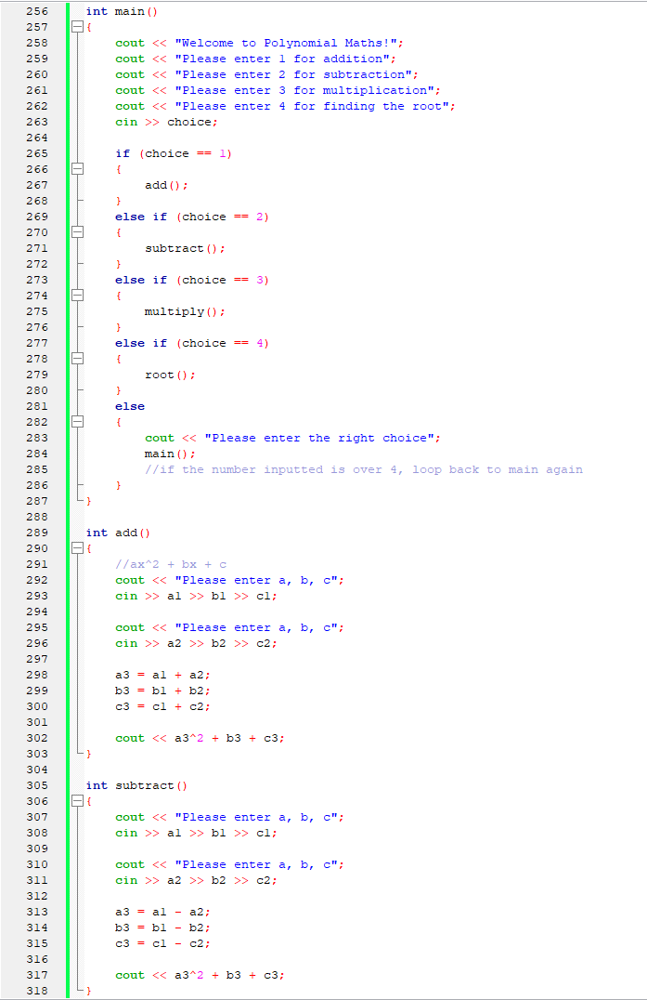 256 int main()
257 {
258 cout << "Welcome to Polynomial Maths!";
259 cout << "Please enter 1 for addition";
260 cout << "Please enter 2 for subtraction";
261 cout << "Please enter 3 for multiplication";
262 cout << "Please enter 4 for finding the root";
263 cin >> choice;
264
265 if (choice == 1)
266 {
267 add();
268 }
269 else if (choice == 2)
270 {
271 subtract();
272 }
273 else if (choice == 3)
274 {
275 multiply();
276 }
277 else if (choice == 4)
278 {
279 root();
280 }
281 else
282 {
283 cout << "Please enter the right choice";
284 main();
285 //if the number inputted is over 4, loop back to main again
286 }
287 }
288
289 int add()
290 {
291 //ax^2 + bx + c
292 cout << "Please enter a, b, c";
293 cin >> a1 >> b1 >> c1;
294
295 cout << "Please enter a, b, c";
296 cin >> a2 >> b2 >> c2;
297
298 a3 = a1 + a2;
299 b3 = b1 + b2;
300 c3 = c1 + c2;
301
302 cout << a3^2 + b3 + c3;
303 }
304
305 int subtract()
306 {
307 cout << "Please enter a, b, c";
308 cin >> a1 >> b1 >> c1;
309
310 cout << "Please enter a, b, c";
311 cin >> a2 >> b2 >> c2;
312
313 a3 = a1 - a2;
314 b3 = b1 - b2;
315 c3 = c1 - c2;
316
317 cout << a3^2 + b3 + c3;
318 }